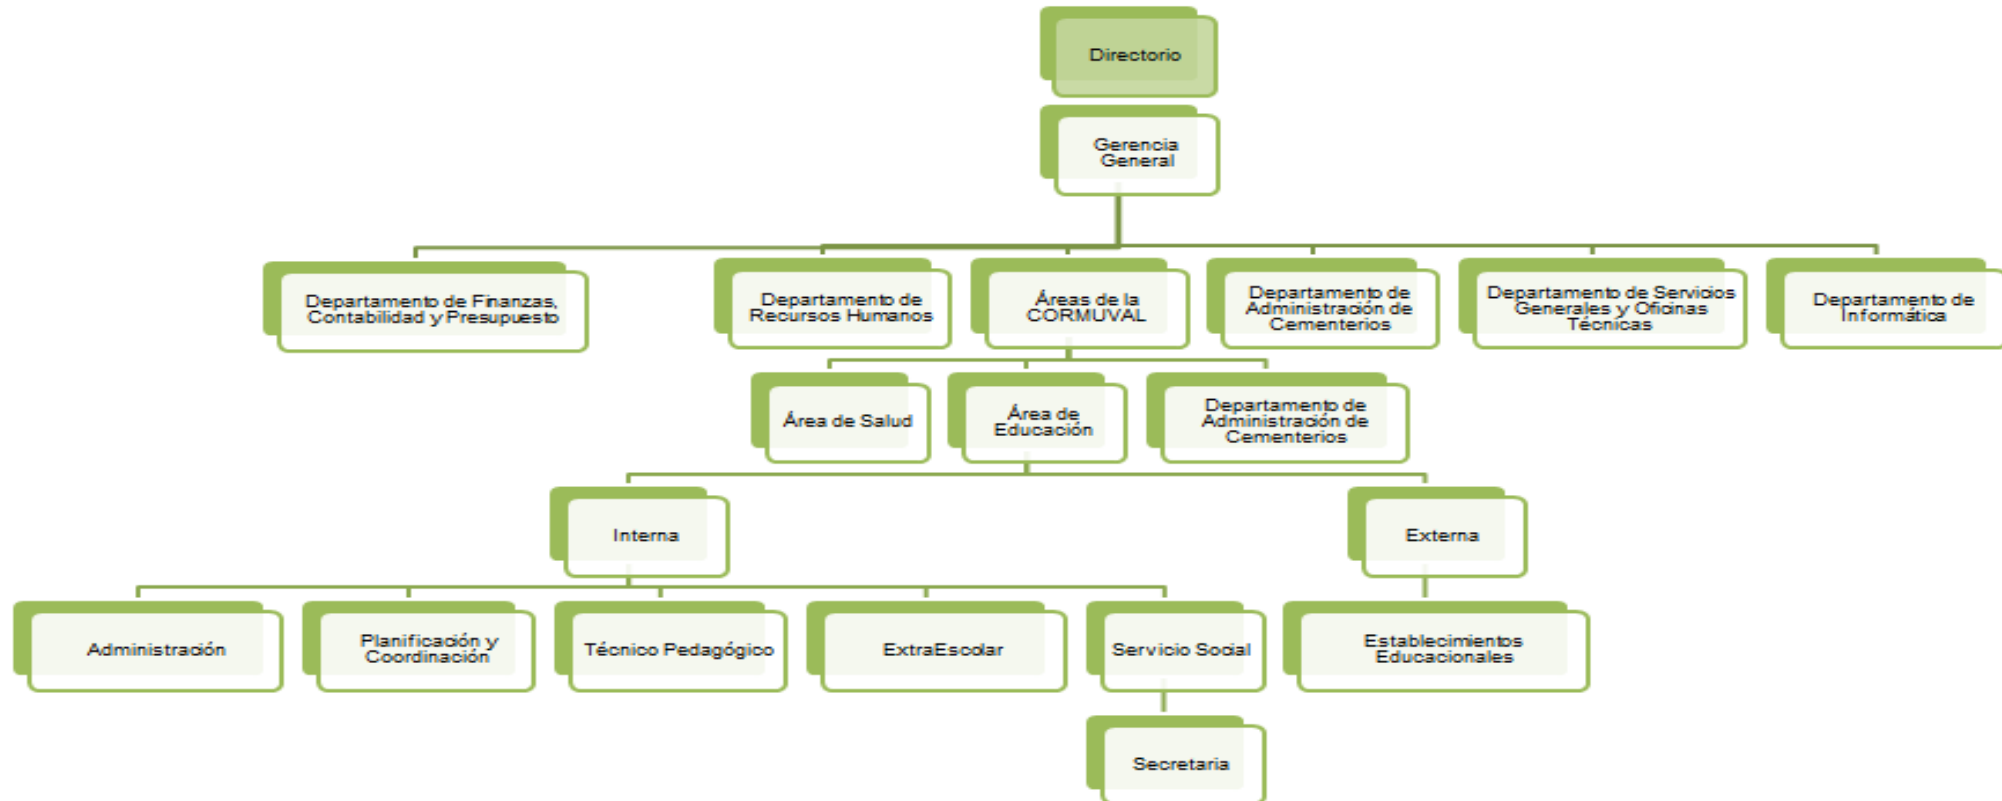 Directorio
Gerencia
General
Departamento de Finanzas,
Contabilidad y Presupuesto
Departamento de
Recursos Humanos
Áreas de la
CORMUVAL
Departamento de
Administración de
Cementerios
Departamento de Servicios
Generales y Oficinas
Técnicas
Departamento de
Informática
Área de Salud
Área de
Educación
Departamento de
Administración de
Cementerios
Interna
Externa
Administración
Planificación y
Coordinación
Técnico Pedagógico
ExtraEscolar
Servicio Social
Establecimientos
Educacionales
Secretaria